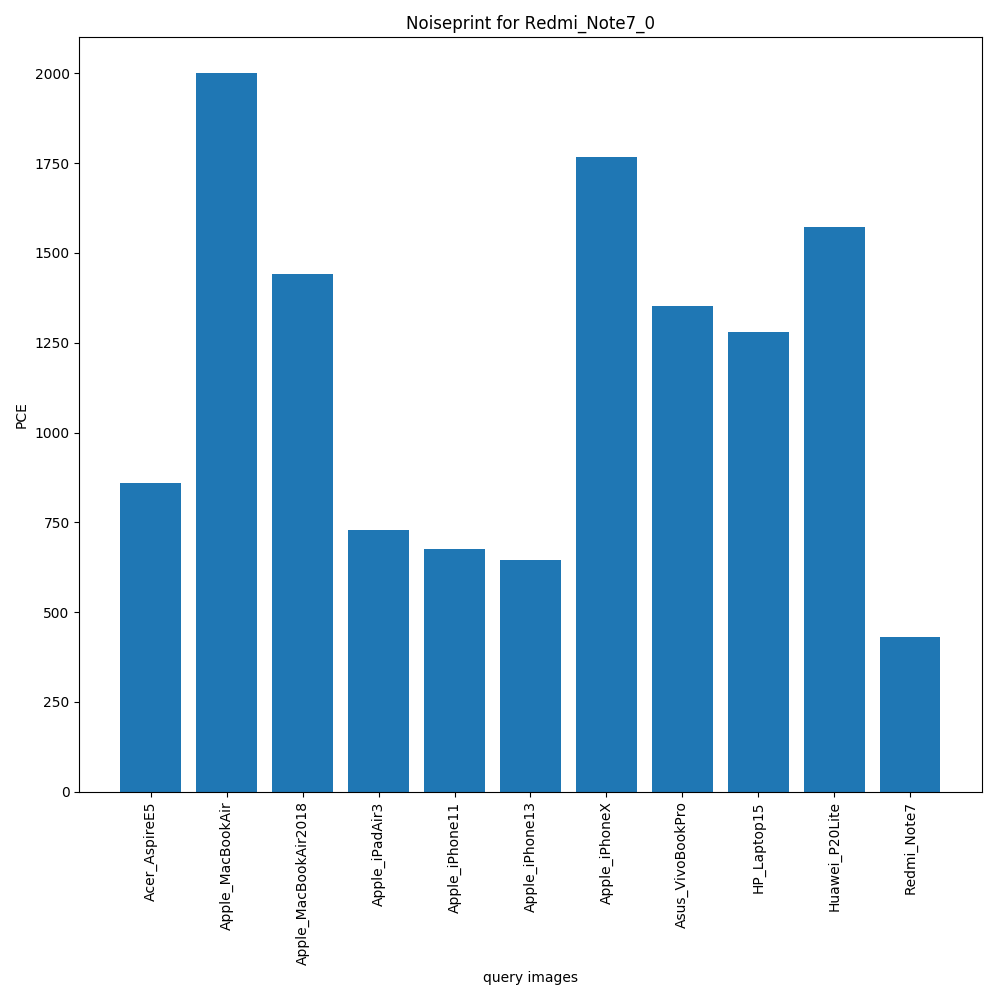 Noiseprint for Redmi_Note7_0
PCE
2000
1750
1500
1250
1000
750
500
250
0
Acer_AspireE5
Apple_MacBookAir
Apple_MacBookAir2018
Apple_iPadAir3
Apple_iPhone11
Apple_iPhone13
Apple_iPhoneX
Asus_VivoBookPro
HP_Laptop15
Huawei_P20Lite
Redmi_Note7
query images